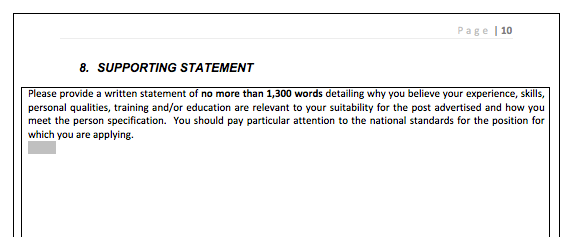 Page | 10
8. SUPPORTING STATEMENT
Please provide a written statement of no more than 1,300 words detailing why you believe your experience, skills,
personal qualities, training and/or education are relevant to your suitability for the post advertised and how you
meet the person specification. You should pay particular attention to the national standards for the position for
which you are applying.